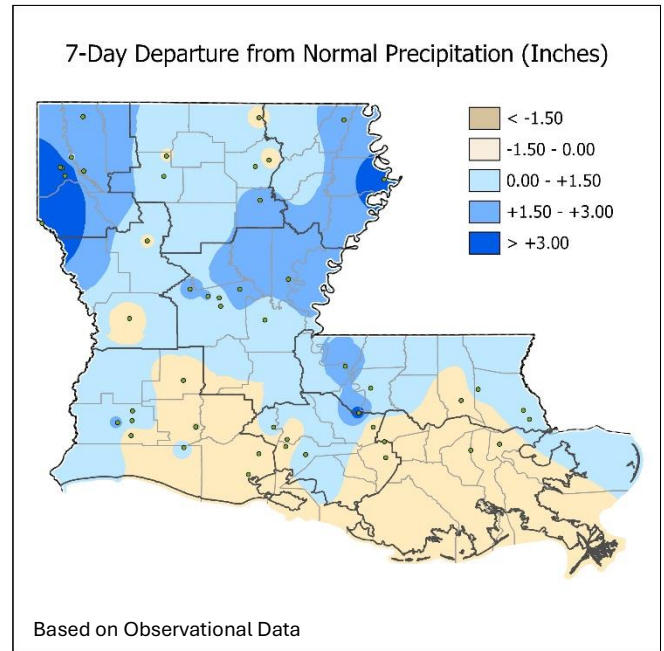 7-Day Departure from Normal Precipitation (Inches)
< -1.50
-1.50 - 0.00
0.00 - +1.50
+1.50 - +3.00
> +3.00
Based on Observational Data